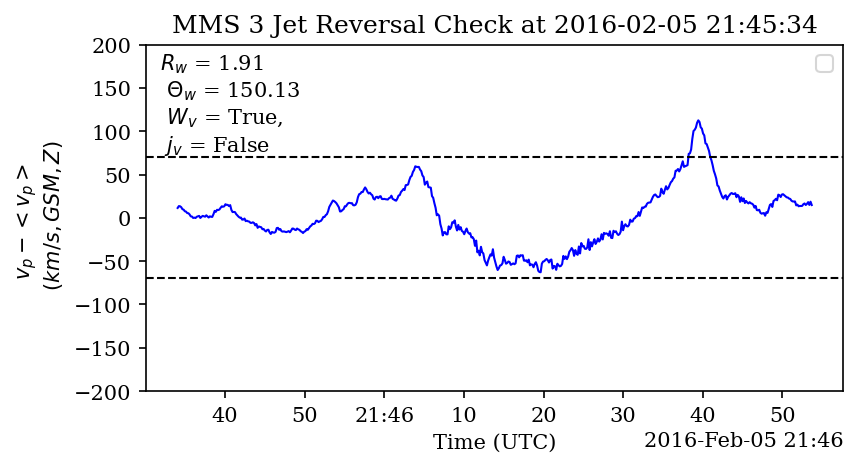 MMS 3 Jet Reversal Check at 2016-02-05 21:45:34
200
150
100
50
0
−50
−100
−150
−200
v_p − < v_p >
(km/s, GSM, Z)
R_w = 1.91
Θ_w = 150.13
W_v = True,
j_v = False
40
50
21:46
10
20
30
40
50
Time (UTC)
2016-Feb-05 21:46